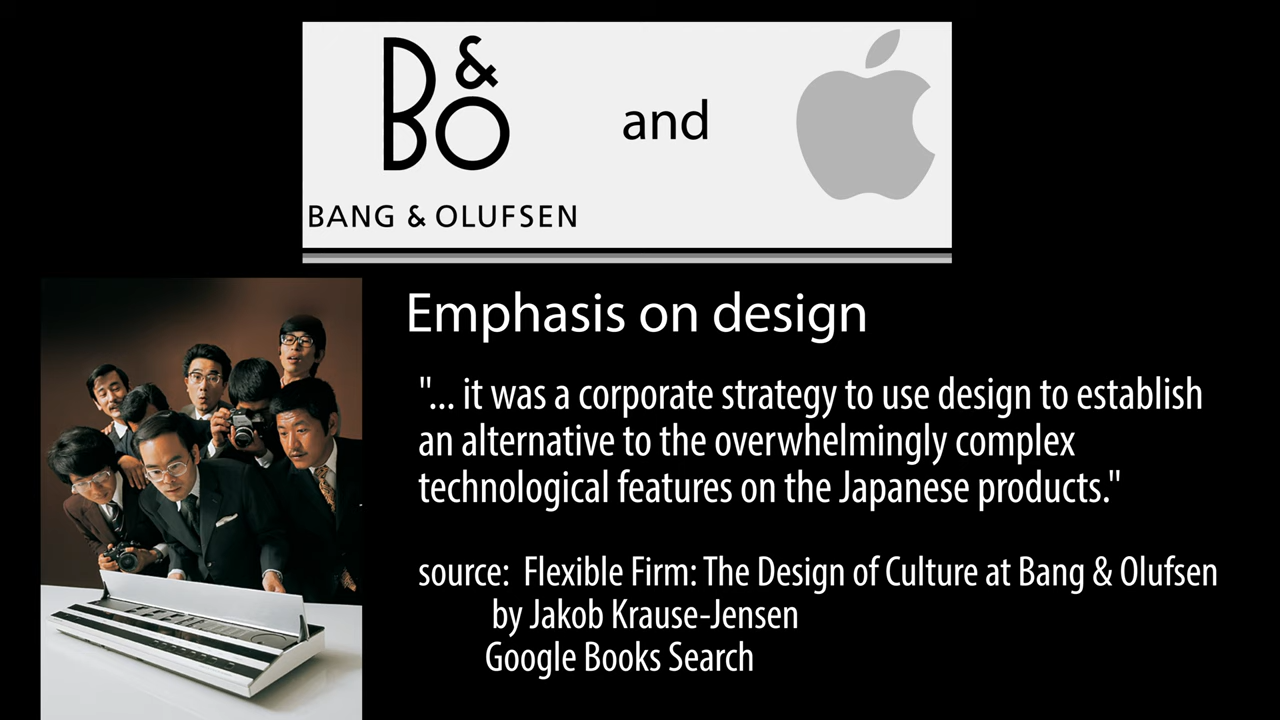 B&O
and
BANG & OLUFSEN
Emphasis on design
"... it was a corporate strategy to use design to establish
an alternative to the overwhelmingly complex
technological features on the Japanese products."
source: Flexible Firm: The Design of Culture at Bang & Olufsen
by Jakob Krause-Jensen
Google Books Search